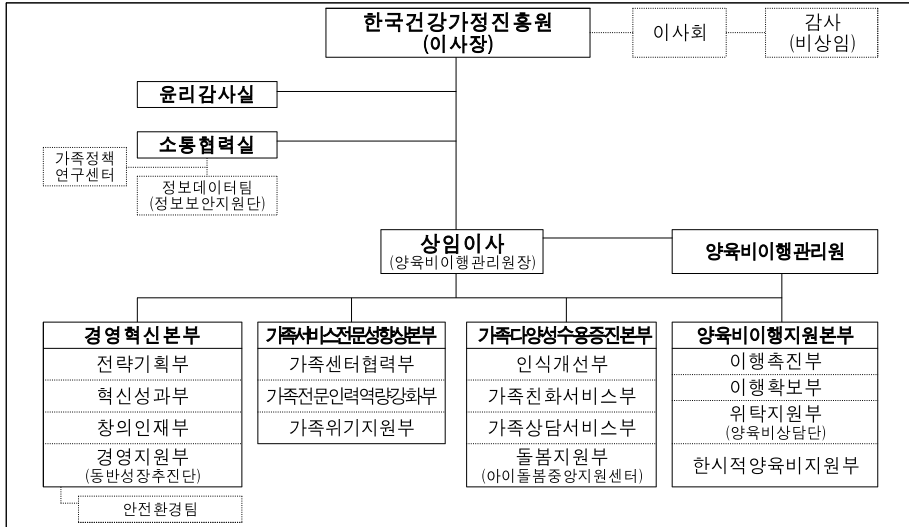 한국건강가정진흥원
(이사장)
이사회
감사
(비상임)
윤리감사실
소통협력실
가족정책
연구센터
정보데이터팀
(정보보안지원단)
상임이사
(양육비이행관리원장)
양육비이행관리원
경영혁신본부
전략기획부
혁신성과부
창의인재부
경영지원부
(동반성장추진단)
안전환경팀
가족서비스전문성향상본부
가족센터협력부
가족전문인력역량강화부
가족위기지원부
가족다양성수용증진본부
인식개선부
가족친화서비스부
가족상담서비스부
돌봄지원부
(아이돌봄중앙지원센터)
양육비이행지원본부
이행촉진부
이행확보부
위탁지원부
(양육비상담단)
한시적양육비지원부